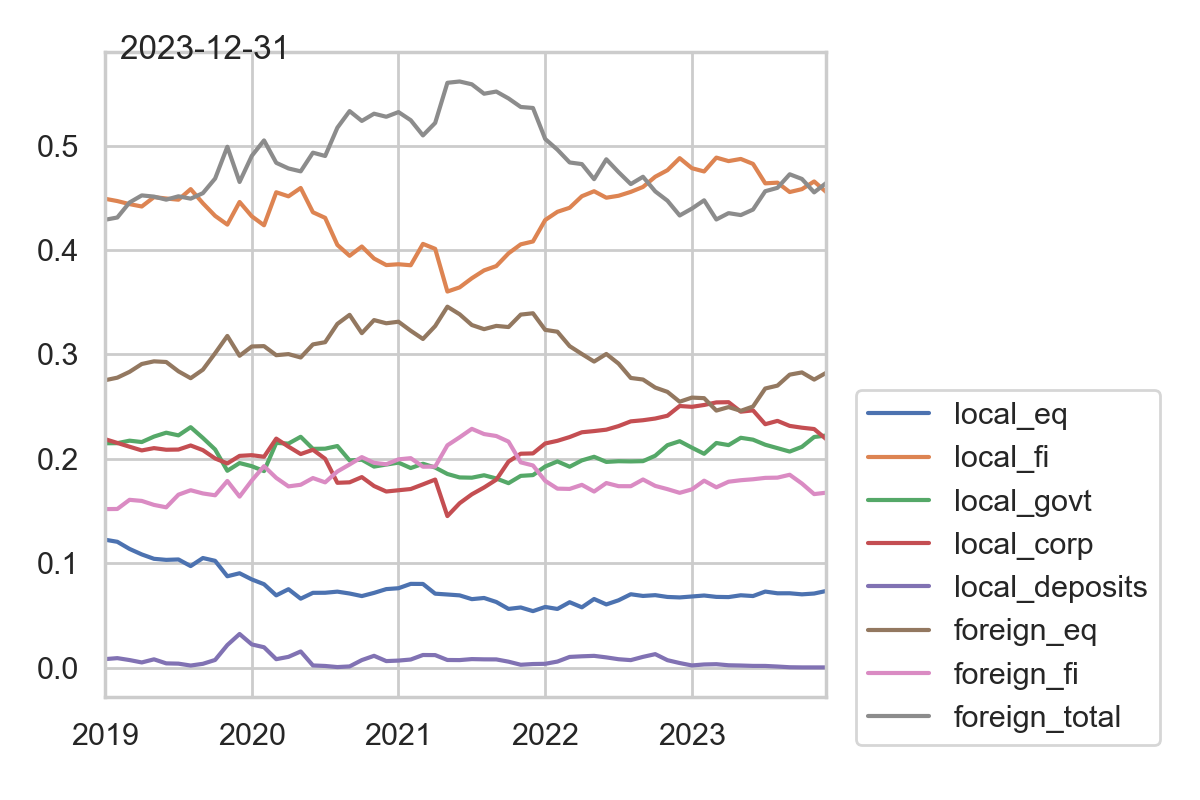 2023-12-31
0.5
0.4
0.3
0.2
0.1
0.0
2019 2020 2021 2022 2023
local_eq
local_fi
local_govt
local_corp
local_deposits
foreign_eq
foreign_fi
foreign_total